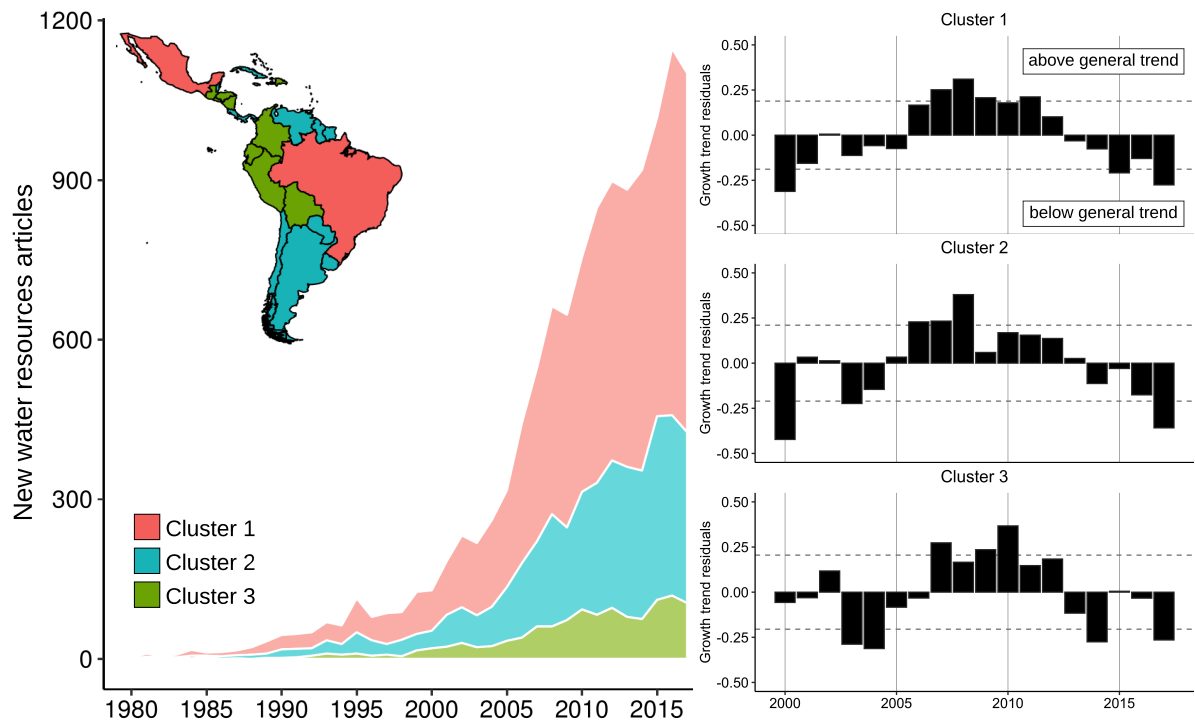 New water resources articles
1200
900
600
300
0
1980 1985 1990 1995 2000 2005 2010 2015
Cluster 1
Cluster 2
Cluster 3
Cluster 1
Growth trend residuals
0.50
0.25
0.00
-0.25
-0.50
above general trend
below general trend
Cluster 2
Growth trend residuals
0.50
0.25
0.00
-0.25
-0.50
Cluster 3
Growth trend residuals
0.50
0.25
0.00
-0.25
-0.50
2000 2005 2010 2015